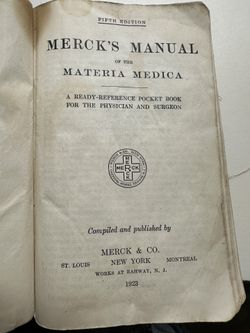 FIFTH EDITION
MERCK'S MANUAL
OF THE
MATERIA MEDICA
A READY-REFERENCE POCKET BOOK
FOR THE PHYSICIAN AND SURGEON
MERCK
Compiled and published by
MERCK & CO.
ST. LOUIS NEW YORK MONTREAL
WORKS AT RAHWAY, N. J.
1923